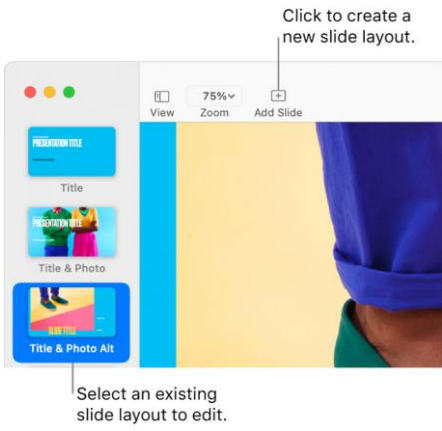 Click to create a
new slide layout.
75%
View
Zoom
Add Slide
PRESENTATION TITLE
Title
PRESENTATION TITLE
Title & Photo
SLIDE TITLE
Title & Photo Alt
Select an existing
slide layout to edit.